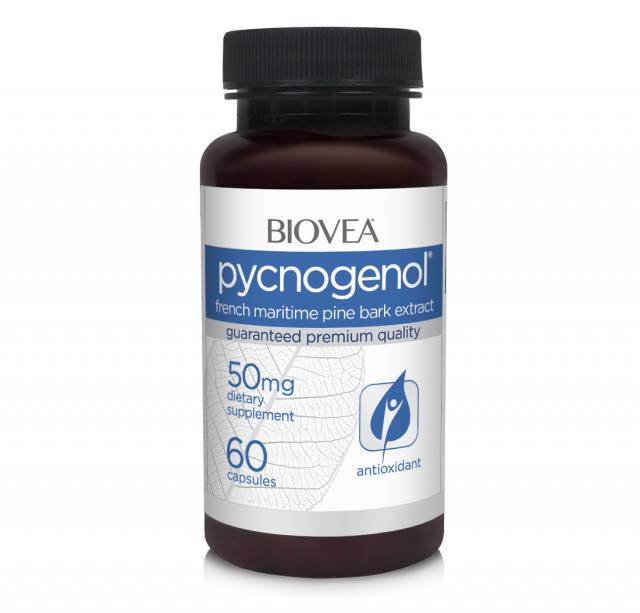 BIOVEA®
pycnogenol®
french maritime pine bark extract
guaranteed premium quality
50mg
dietary
supplement
60
capsules
antioxidant